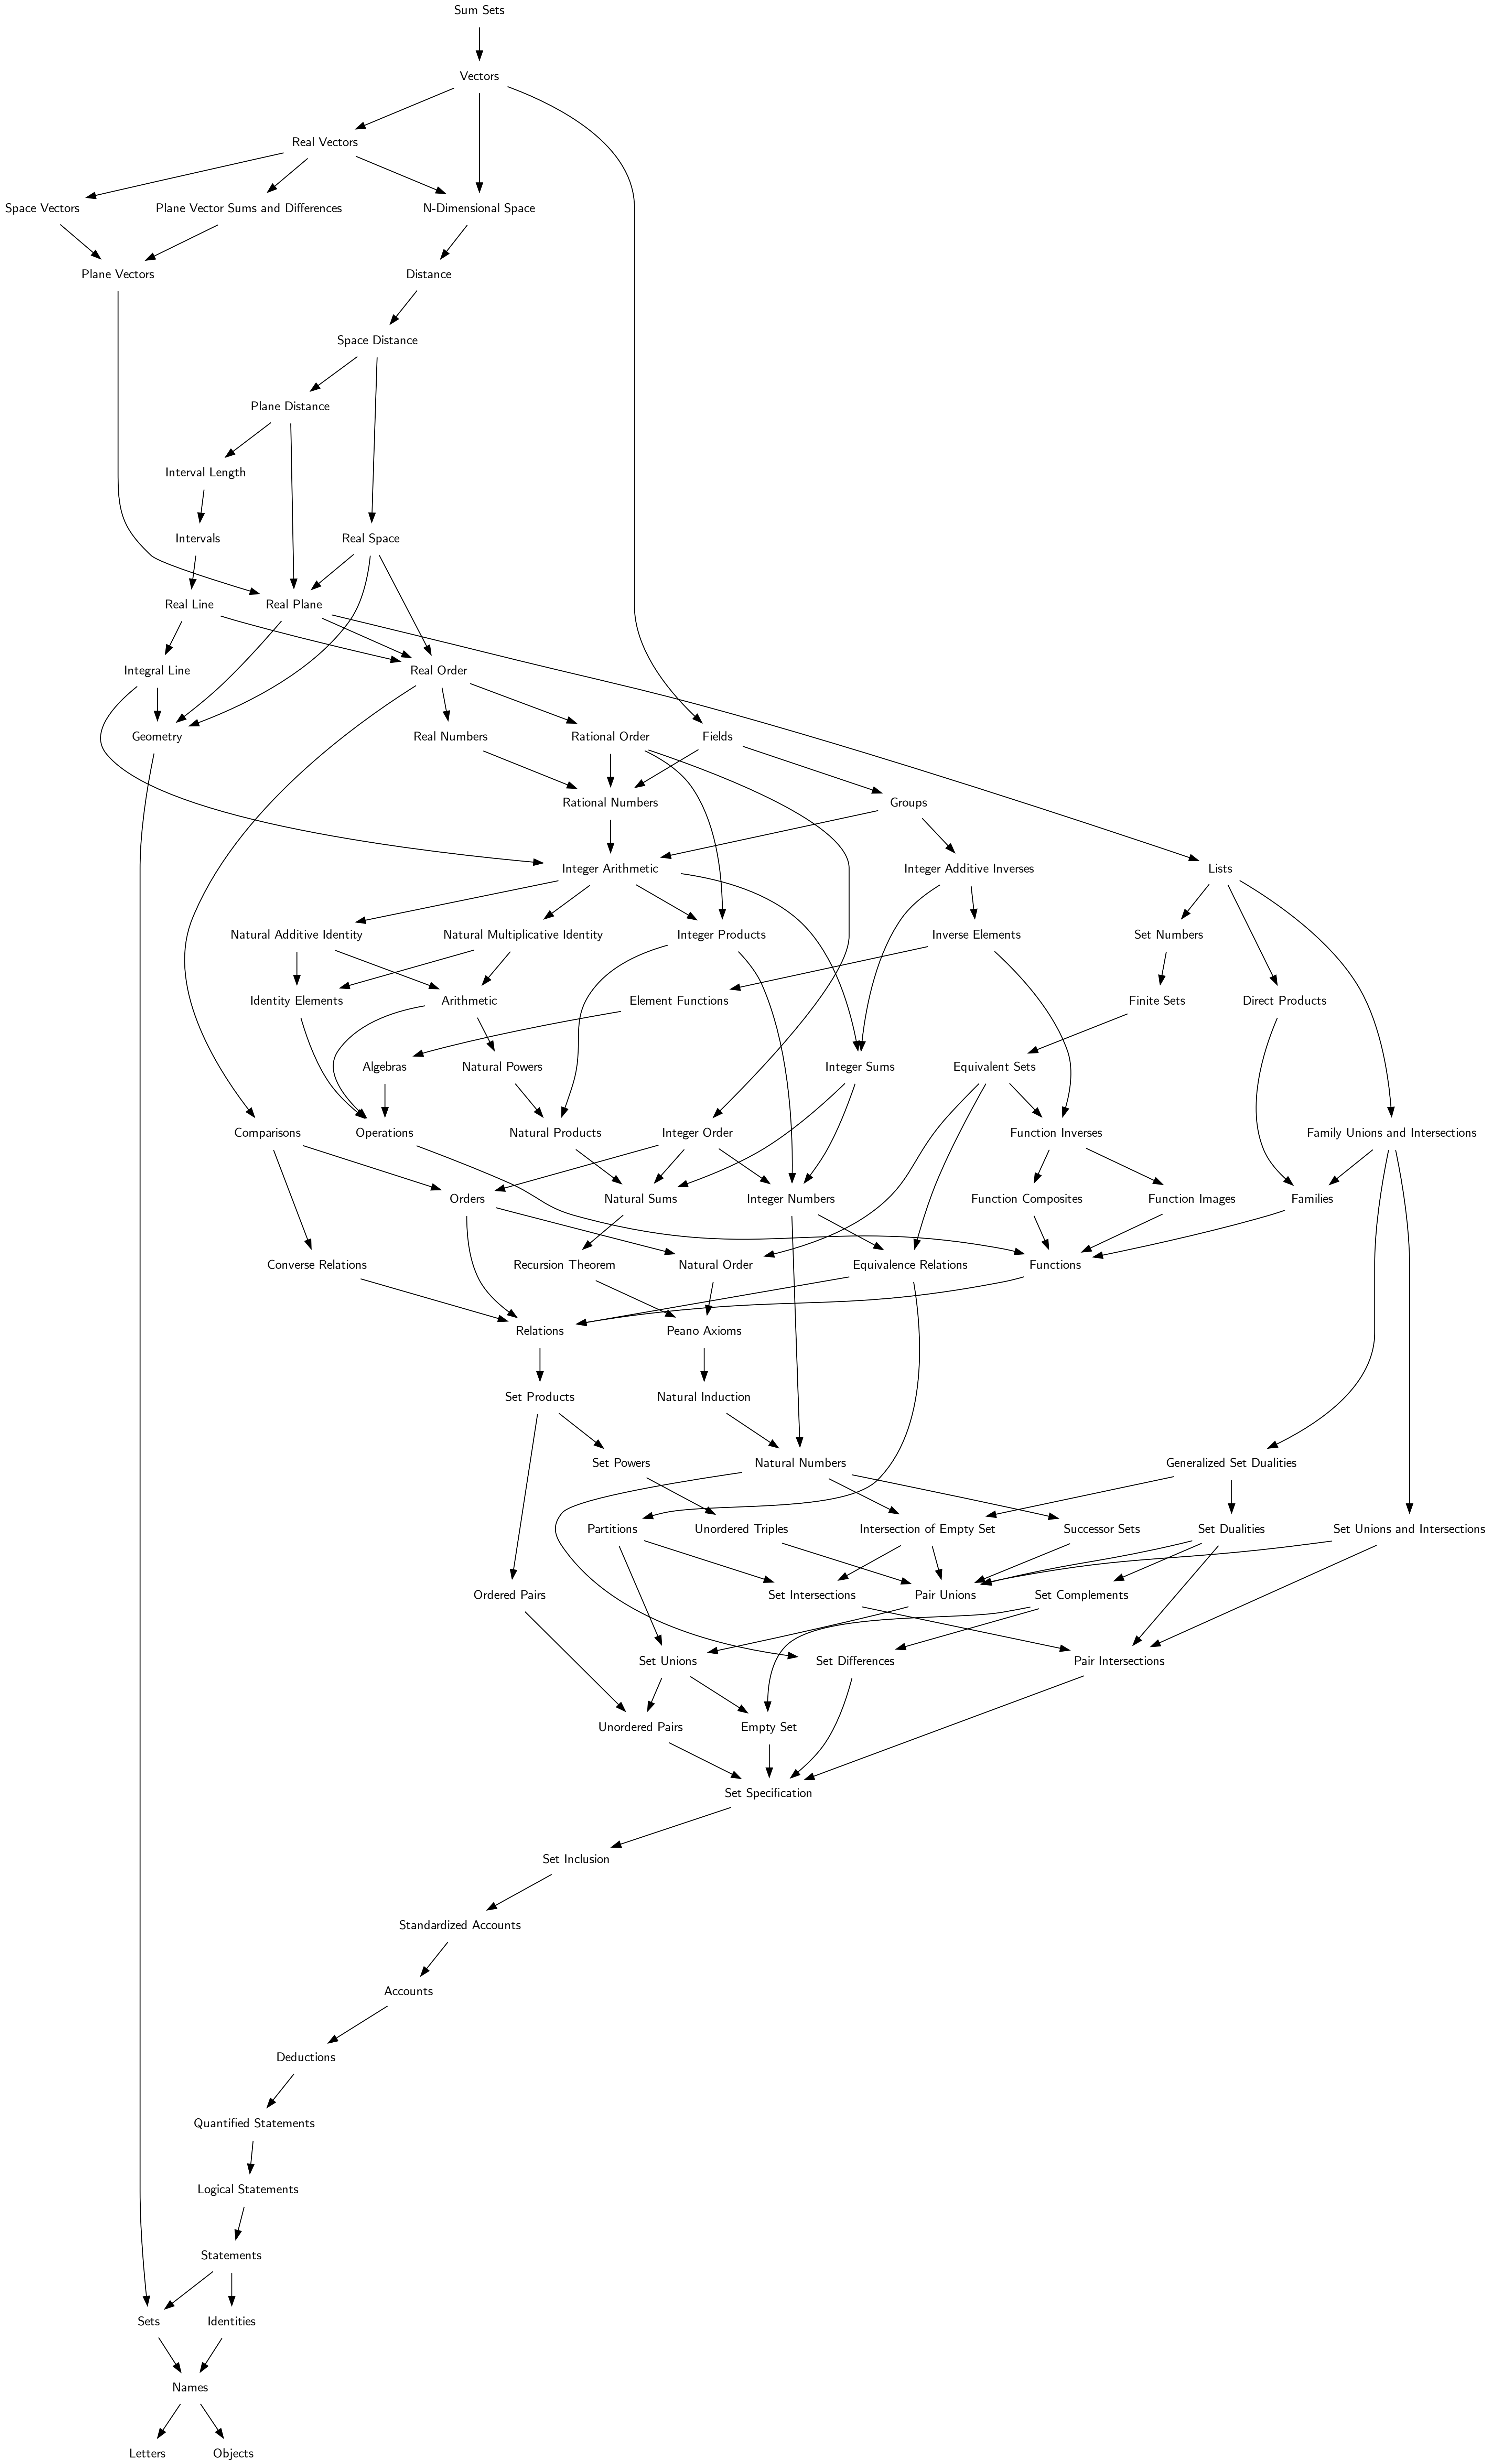 Sum Sets
Vectors
Real Vectors
Space Vectors
Plane Vector Sums and Differences
N-Dimensional Space
Plane Vectors
Distance
Space Distance
Plane Distance
Interval Length
Intervals
Real Space
Real Line
Real Plane
Integral Line
Real Order
Geometry
Real Numbers
Rational Order
Fields
Rational Numbers
Groups
Integer Arithmetic
Integer Additive Inverses
Lists
Natural Additive Identity
Natural Multiplicative Identity
Integer Products
Inverse Elements
Set Numbers
Identity Elements
Arithmetic
Element Functions
Finite Sets
Direct Products
Algebras
Natural Powers
Integer Sums
Equivalent Sets
Comparisons
Operations
Natural Products
Integer Order
Function Inverses
Family Unions and Intersections
Orders
Natural Sums
Integer Numbers
Function Composites
Function Images
Families
Converse Relations
Recursion Theorem
Natural Order
Equivalence Relations
Functions
Relations
Peano Axioms
Set Products
Natural Induction
Set Powers
Natural Numbers
Generalized Set Dualities
Partitions
Unordered Triples
Intersection of Empty Set
Successor Sets
Set Dualities
Set Unions and Intersections
Ordered Pairs
Set Intersections
Pair Unions
Set Complements
Set Unions
Set Differences
Pair Intersections
Unordered Pairs
Empty Set
Set Specification
Set Inclusion
Standardized Accounts
Accounts
Deductions
Quantified Statements
Logical Statements
Statements
Sets
Identities
Names
Letters
Objects